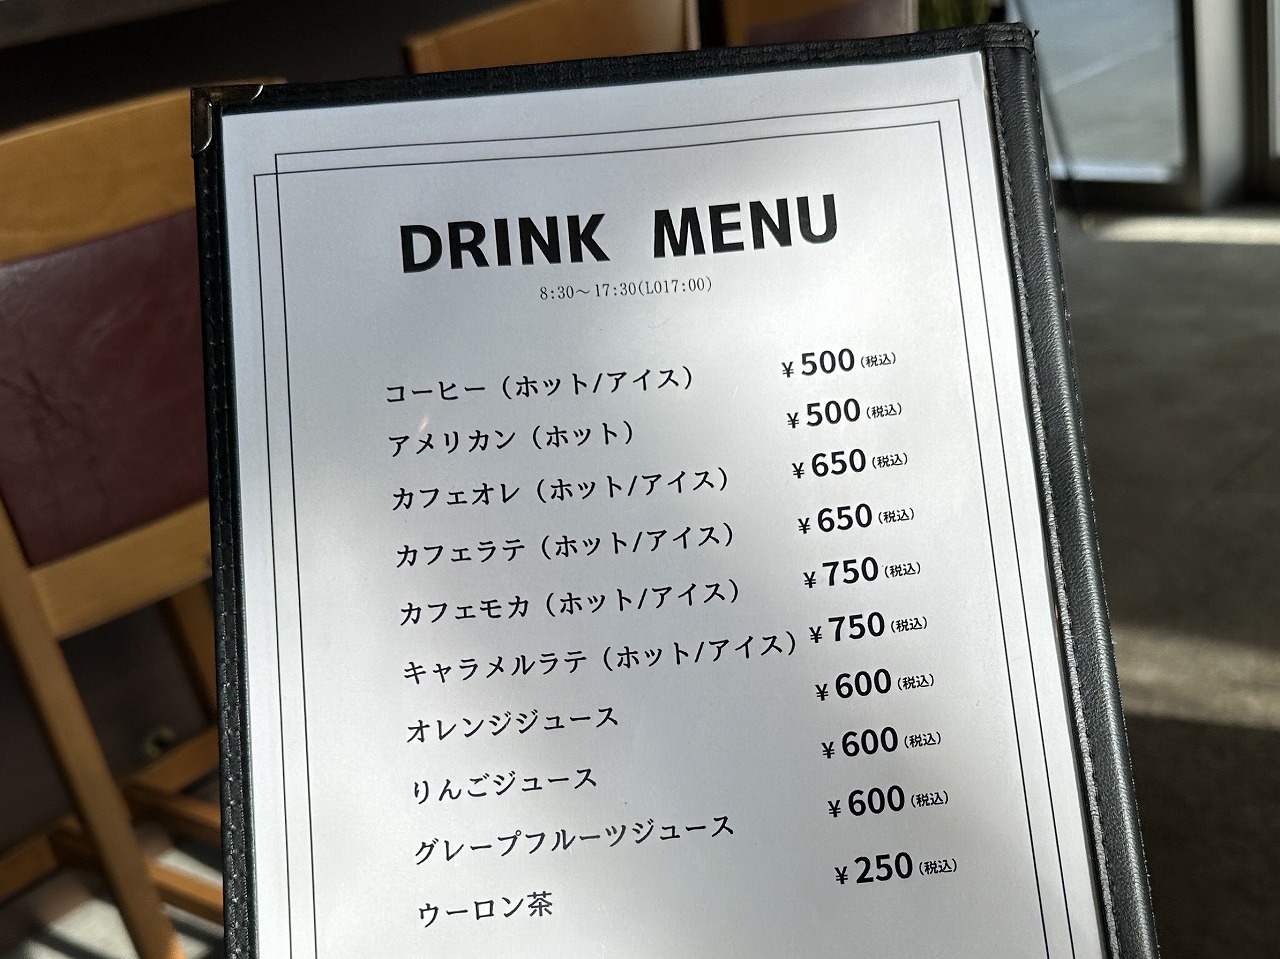 DRINK MENU
8:30～17:30(LO17:00)
コーヒー（ホット/アイス） ¥500(税込)
アメリカン（ホット） ¥500(税込)
カフェオレ（ホット/アイス） ¥650(税込)
カフェラテ（ホット/アイス） ¥650(税込)
カフェモカ（ホット/アイス） ¥750(税込)
キャラメルラテ（ホット/アイス） ¥750(税込)
オレンジジュース ¥600(税込)
りんごジュース ¥600(税込)
グレープフルーツジュース ¥600(税込)
ウーロン茶 ¥250(税込)